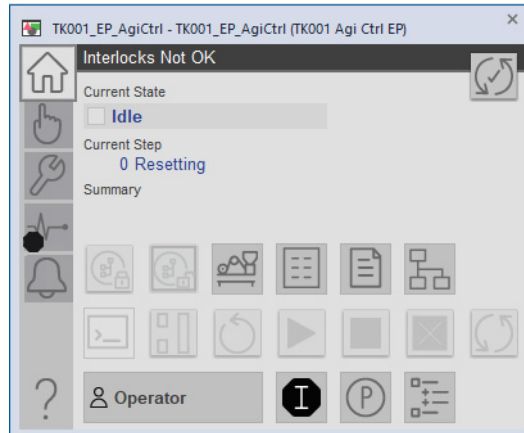 TK001_EP_AgiCtrl - TK001_EP_AgiCtrl (TK001 Agi Ctrl EP)
Interlocks Not OK
Current State
Idle
Current Step
0 Resetting
Summary
>_
? Operator I P